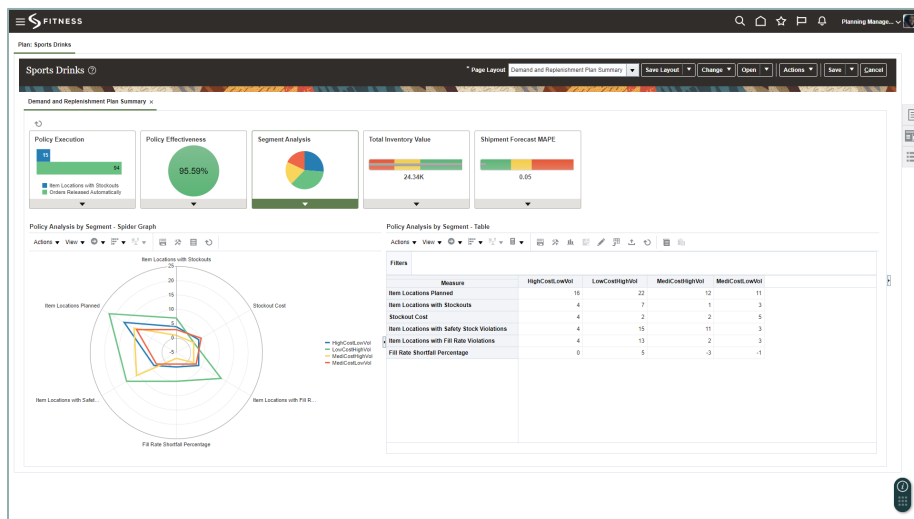 FITNESS
Planning Manage...
Plan: Sports Drinks
Sports Drinks
* Page Layout Demand and Replenishment Plan Summary Save Layout Change Open Actions Save Cancel
Demand and Replenishment Plan Summary ×
Policy Execution Policy Effectiveness Segment Analysis Total Inventory Value Shipment Forecast MAPE
15
94
95.59%
24.34K
0.05
Item Locations with Stockouts
Orders Released Automatically
Policy Analysis by Segment - Spider Graph
Actions View
Item Locations with Stockouts
25
20
15
10
5
0
-5
Item Locations Planned
Stockout Cost
Item Locations with Safet...
Item Locations with Fill R...
Fill Rate Shortfall Percentage
HighCostLowVol
LowCostHighVol
MediCostHighVol
MediCostLowVol
Policy Analysis by Segment - Table
Actions View
Filters
Measure HighCostLowVol LowCostHighVol MediCostHighVol MediCostLowVol
Item Locations Planned 16 22 12 11
Item Locations with Stockouts 4 7 1 3
Stockout Cost 4 2 2 5
Item Locations with Safety Stock Violations 4 15 11 3
Item Locations with Fill Rate Violations 4 13 2 3
Fill Rate Shortfall Percentage 0 5 -3 -1